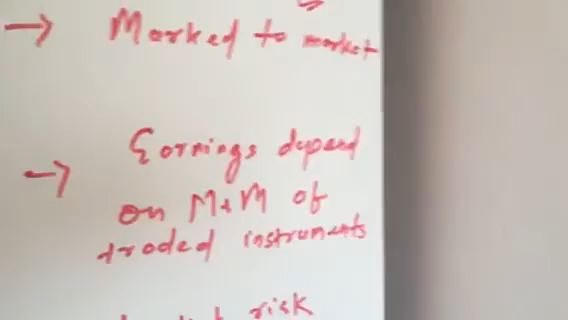 → Marked to market
→ Earnings depend
on M+M of
traded instruments
risk